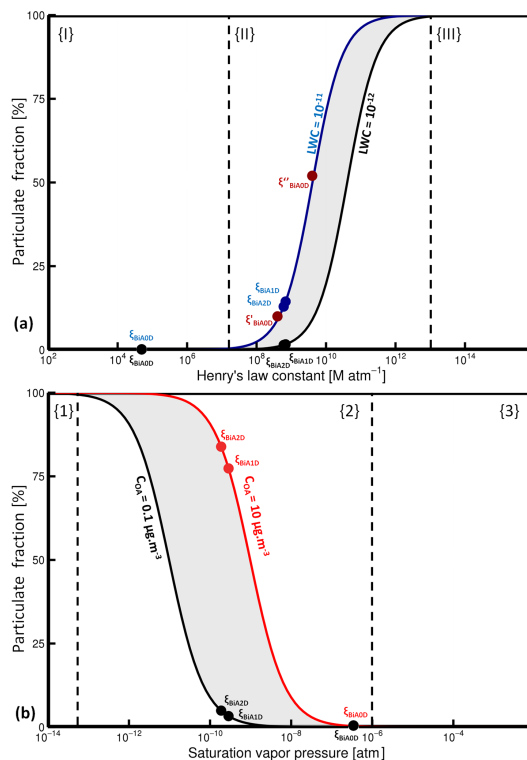 {I} {II} {III}
100
75
50
25
0
Particulate fraction [%]
LWC = 10⁻¹¹
LWC = 10⁻¹²
ξ′′BiA0D
ξBiA1D
ξBiA2D
ξ′BiA0D
ξBiA0D
ξBiA0D
ξBiA2D
ξBiA1D
(a)
10² 10⁴ 10⁶ 10⁸ 10¹⁰ 10¹² 10¹⁴
Henry's law constant [M atm⁻¹]
{1} {2} {3}
100
75
50
25
0
Particulate fraction [%]
ξBiA2D
ξBiA1D
COA = 0.1 µg.m⁻³
COA = 10 µg.m⁻³
ξBiA2D
ξBiA1D
ξBiA0D
ξBiA0D
(b)
10⁻¹⁴ 10⁻¹² 10⁻¹⁰ 10⁻⁸ 10⁻⁶ 10⁻⁴
Saturation vapor pressure [atm]